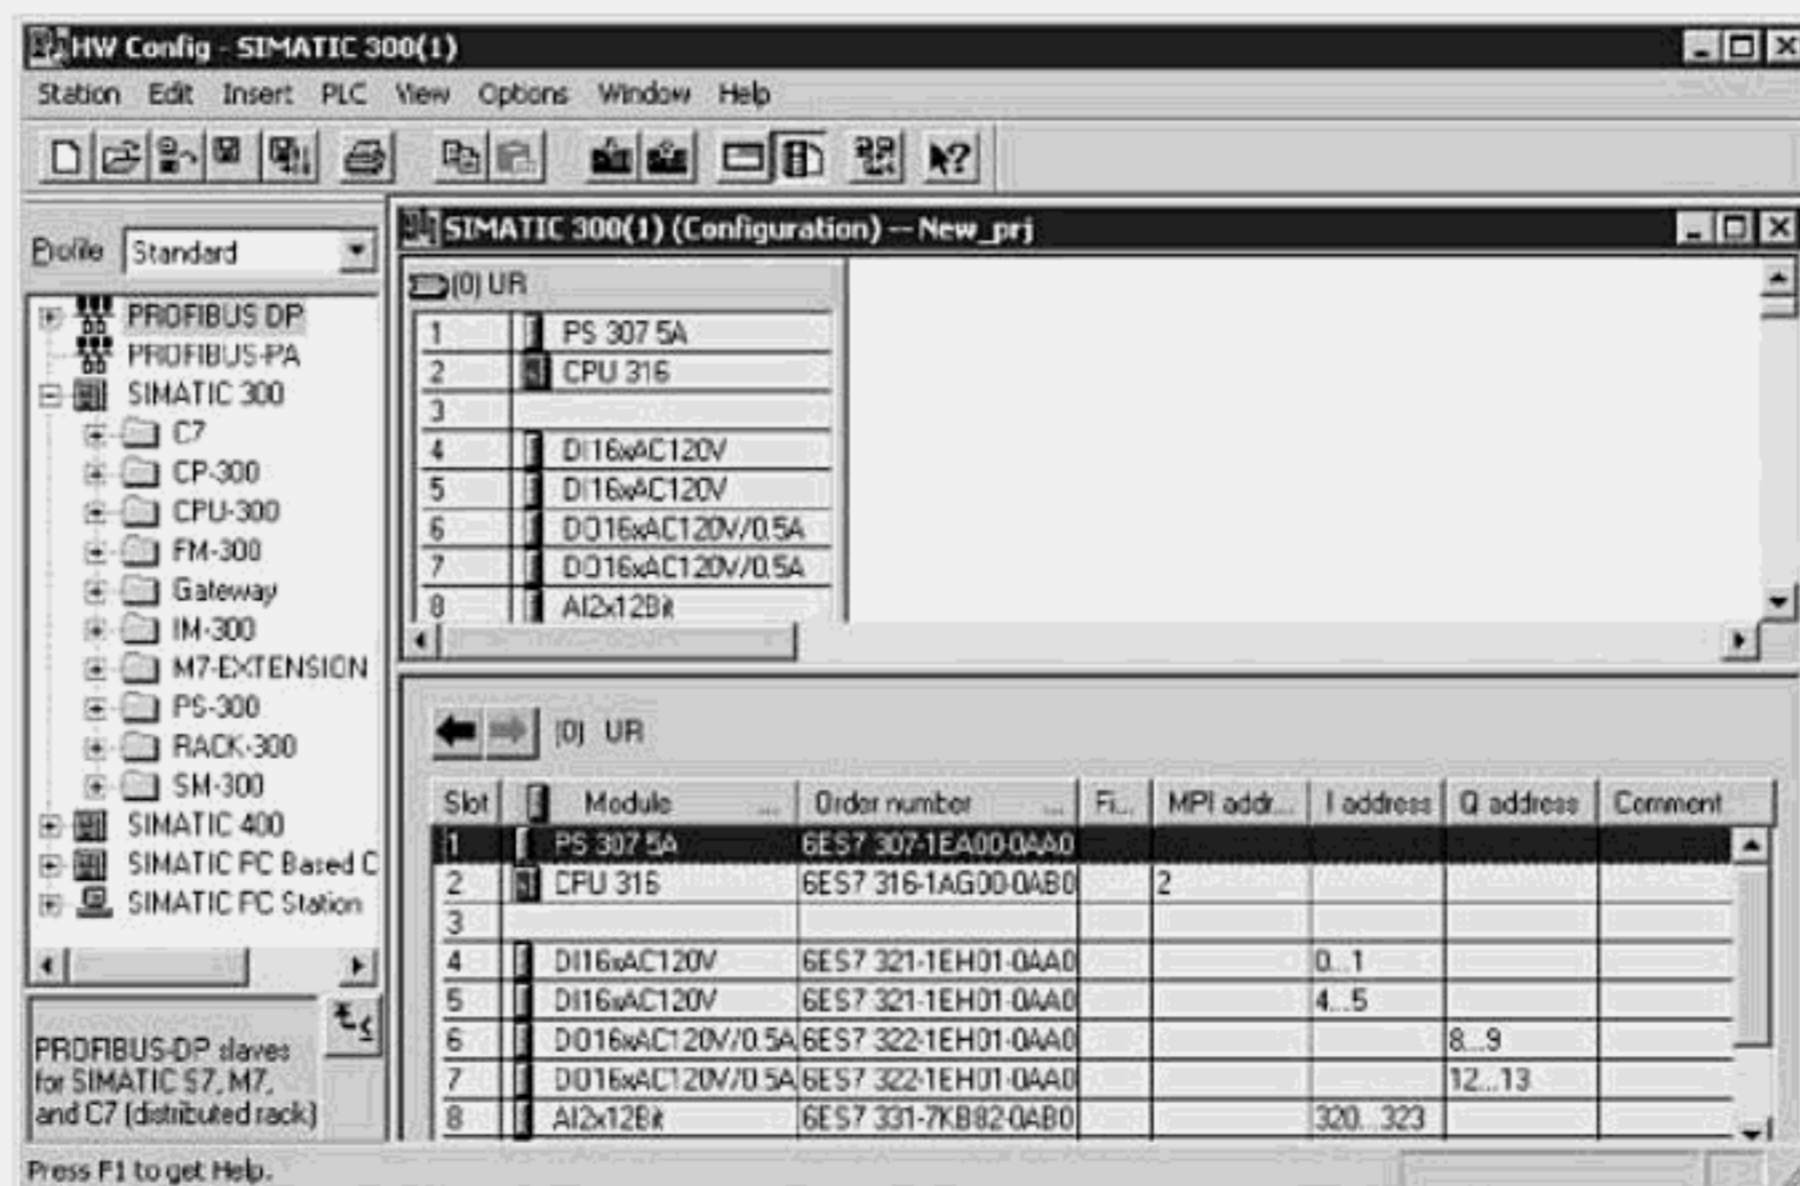 HW Config - SIMATIC 300(1)
Station Edit Insert PLC View Options Window Help
Profile Standard
PROFIBUS DP
PROFIBUS-PA
SIMATIC 300
C7
CP-300
CPU-300
FM-300
Gateway
IM-300
M7-EXTENSION
PS-300
RACK-300
SM-300
SIMATIC 400
SIMATIC PC Based C
SIMATIC PC Station
PROFIBUS-DP slaves
for SIMATIC S7, M7,
and C7 (distributed rack)
SIMATIC 300(1) (Configuration) -- New_prj
(0) UR
1 PS 307 5A
2 CPU 316
3
4 DI16xAC120V
5 DI16xAC120V
6 DO16xAC120V/0.5A
7 DO16xAC120V/0.5A
8 AI2x12Bit
(0) UR
Slot Module ... Order number ... Fi... MPI addr... I address Q address Comment
1 PS 307 5A 6ES7 307-1EA00-0AA0
2 CPU 316 6ES7 316-1AG00-0AB0 2
3
4 DI16xAC120V 6ES7 321-1EH01-0AA0 0...1
5 DI16xAC120V 6ES7 321-1EH01-0AA0 4...5
6 DO16xAC120V/0.5A 6ES7 322-1EH01-0AA0 8...9
7 DO16xAC120V/0.5A 6ES7 322-1EH01-0AA0 12...13
8 AI2x12Bit 6ES7 331-7KB82-0AB0 320...323
Press F1 to get Help.